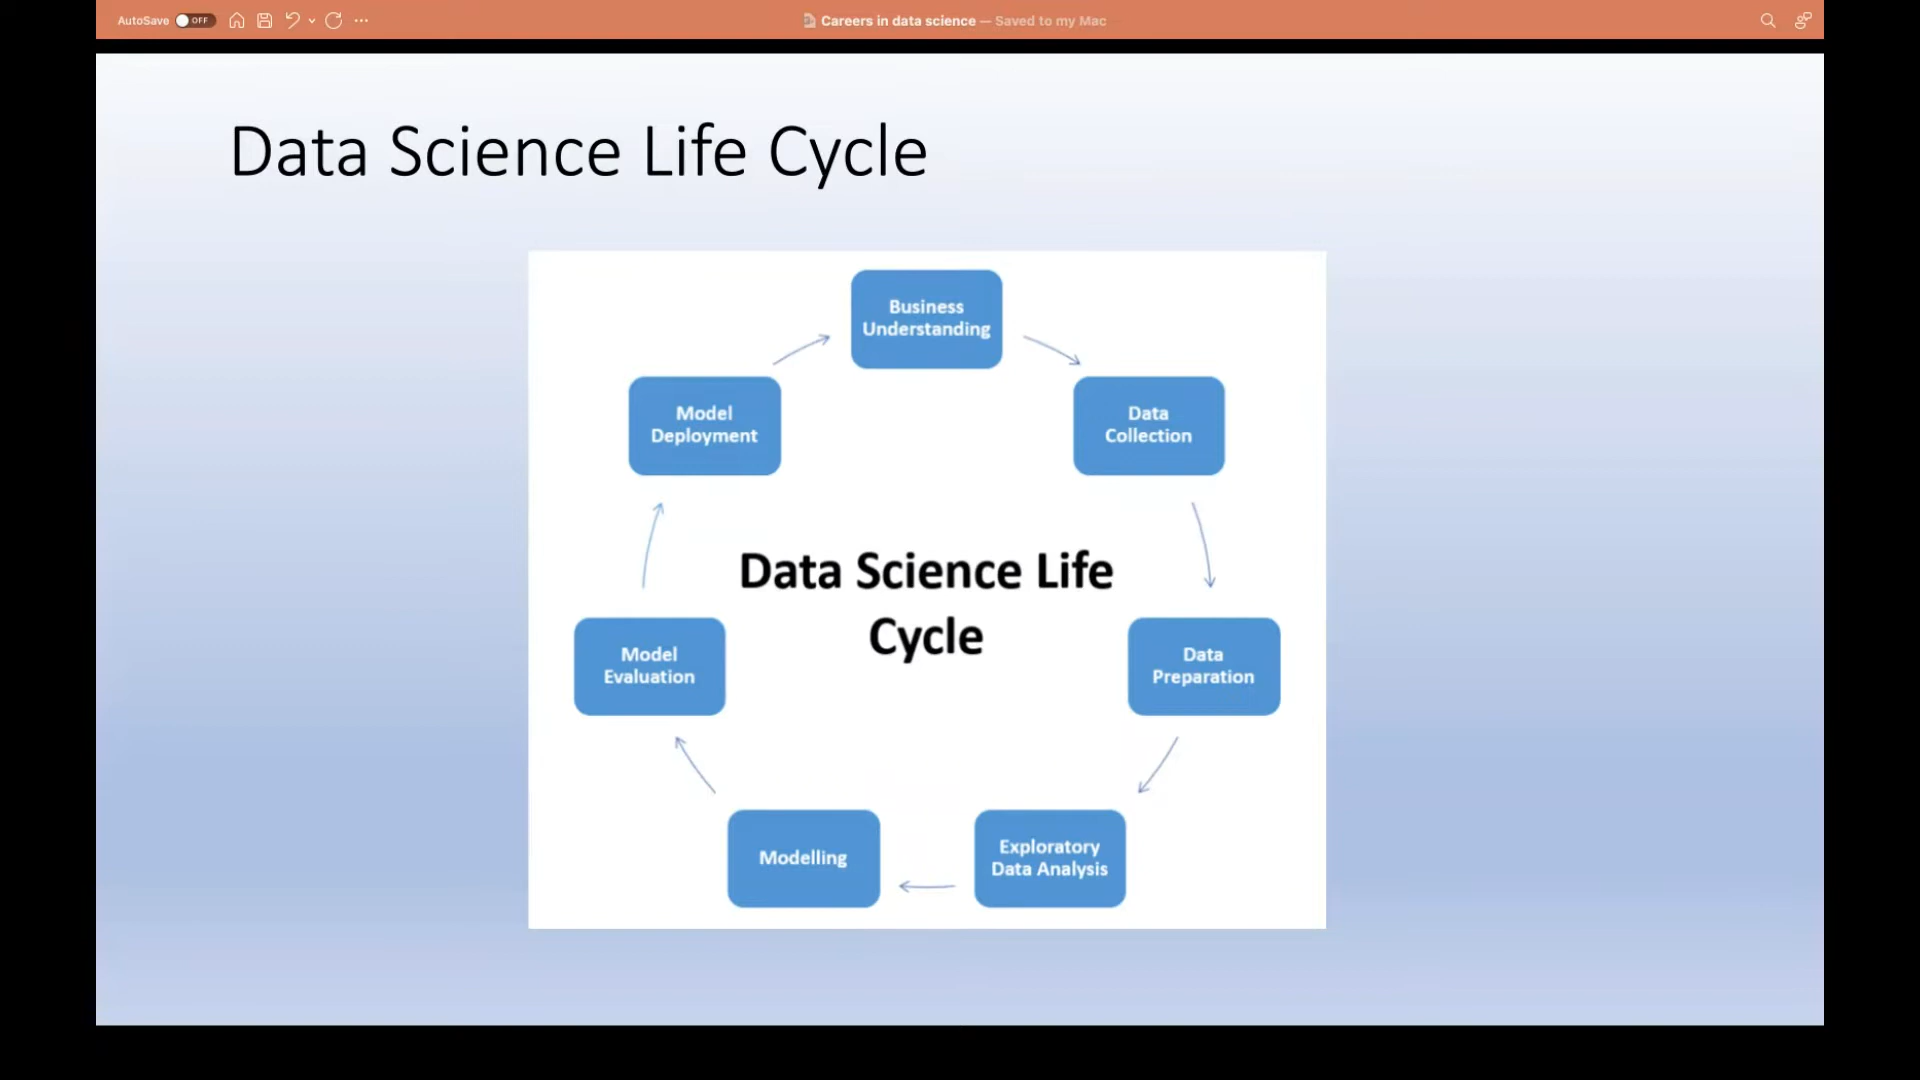 AutoSave OFF
Careers in data science — Saved to my Mac
Data Science Life Cycle
Business
Understanding
Data
Collection
Data
Preparation
Exploratory
Data Analysis
Modelling
Model
Evaluation
Model
Deployment
Data Science Life
Cycle